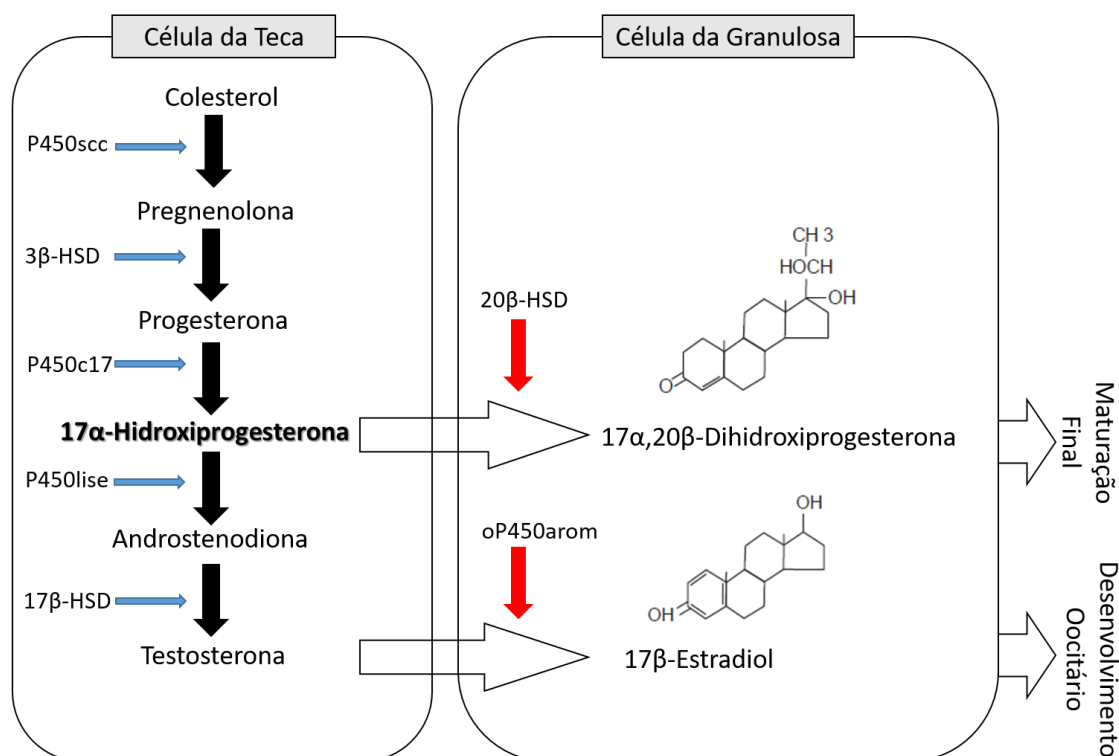 Célula da Teca
Colesterol
P450scc
Pregnenolona
3β-HSD
Progesterona
P450c17
17α-Hidroxiprogesterona
P450lise
Androstenodiona
17β-HSD
Testosterona
Célula da Granulosa
20β-HSD
CH 3
HOCH
OH
O
17α,20β-Dihidroxiprogesterona
oP450arom
OH
OH
17β-Estradiol
Maturação
Final
Desenvolvimento
Oocitário